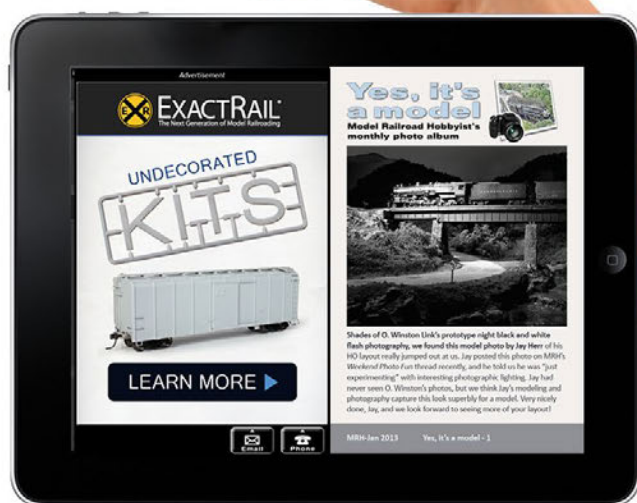 Advertisement
EXR
EXACTRAIL®
The Next Generation of Model Railroading
UNDECORATED
KITS
LEARN MORE
Email
Phone
Yes, it's
a model
Model Railroad Hobbyist's
monthly photo album
Shades of O. Winston Link's prototype night black and white
flash photography, we found this model photo by Jay Herr of his
HO layout really jumped out at us. Jay posted this photo on MRH's
Weekend Photo Fun thread recently, and he told us he was "just
experimenting" with interesting photographic lighting. Jay had
never seen O. Winston's photos, but we think Jay's modeling and
photography capture this look superbly for a model. Very nicely
done, Jay, and we look forward to seeing more of your layout!
MRH-Jan 2013 Yes, it's a model - 1